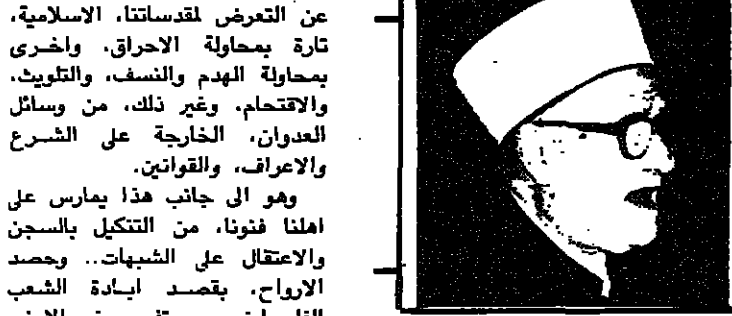 عن التعرض لمقدساتنا، الاسلامية،
تارة بمحاولة الاحراق. واخرى
بمحاولة الهدم والنسف، والتلويث.
والاقتحام. وغير ذلك، من وسائل
العدوان، الخارجة على الشرع
والاعراف، والقوانين.
وهو الى جانب هذا يمارس على
اهلنا فنونا، من التنكيل بالسجن
والاعتقال على الشبهات.. وحصد
الارواح، بقصد ابادة الشعب